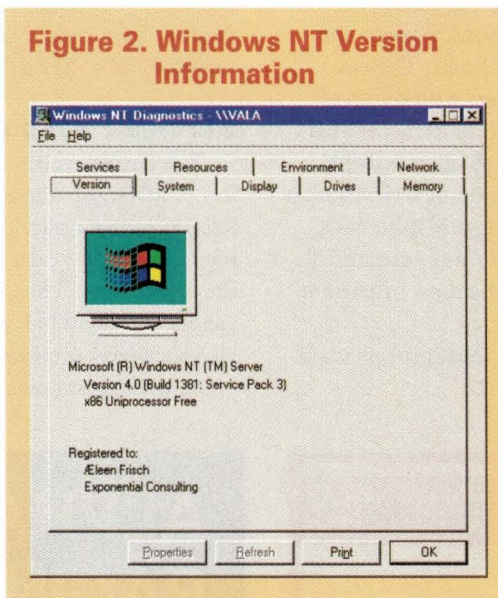 Figure 2. Windows NT Version
Information
Windows NT Diagnostics - \\VALA
File Help
Services Resources Environment Network
Version System Display Drives Memory
Microsoft (R) Windows NT (TM) Server
Version 4.0 (Build 1381: Service Pack 3)
x86 Uniprocessor Free
Registered to:
Æleen Frisch
Exponential Consulting
Properties Refresh Print OK